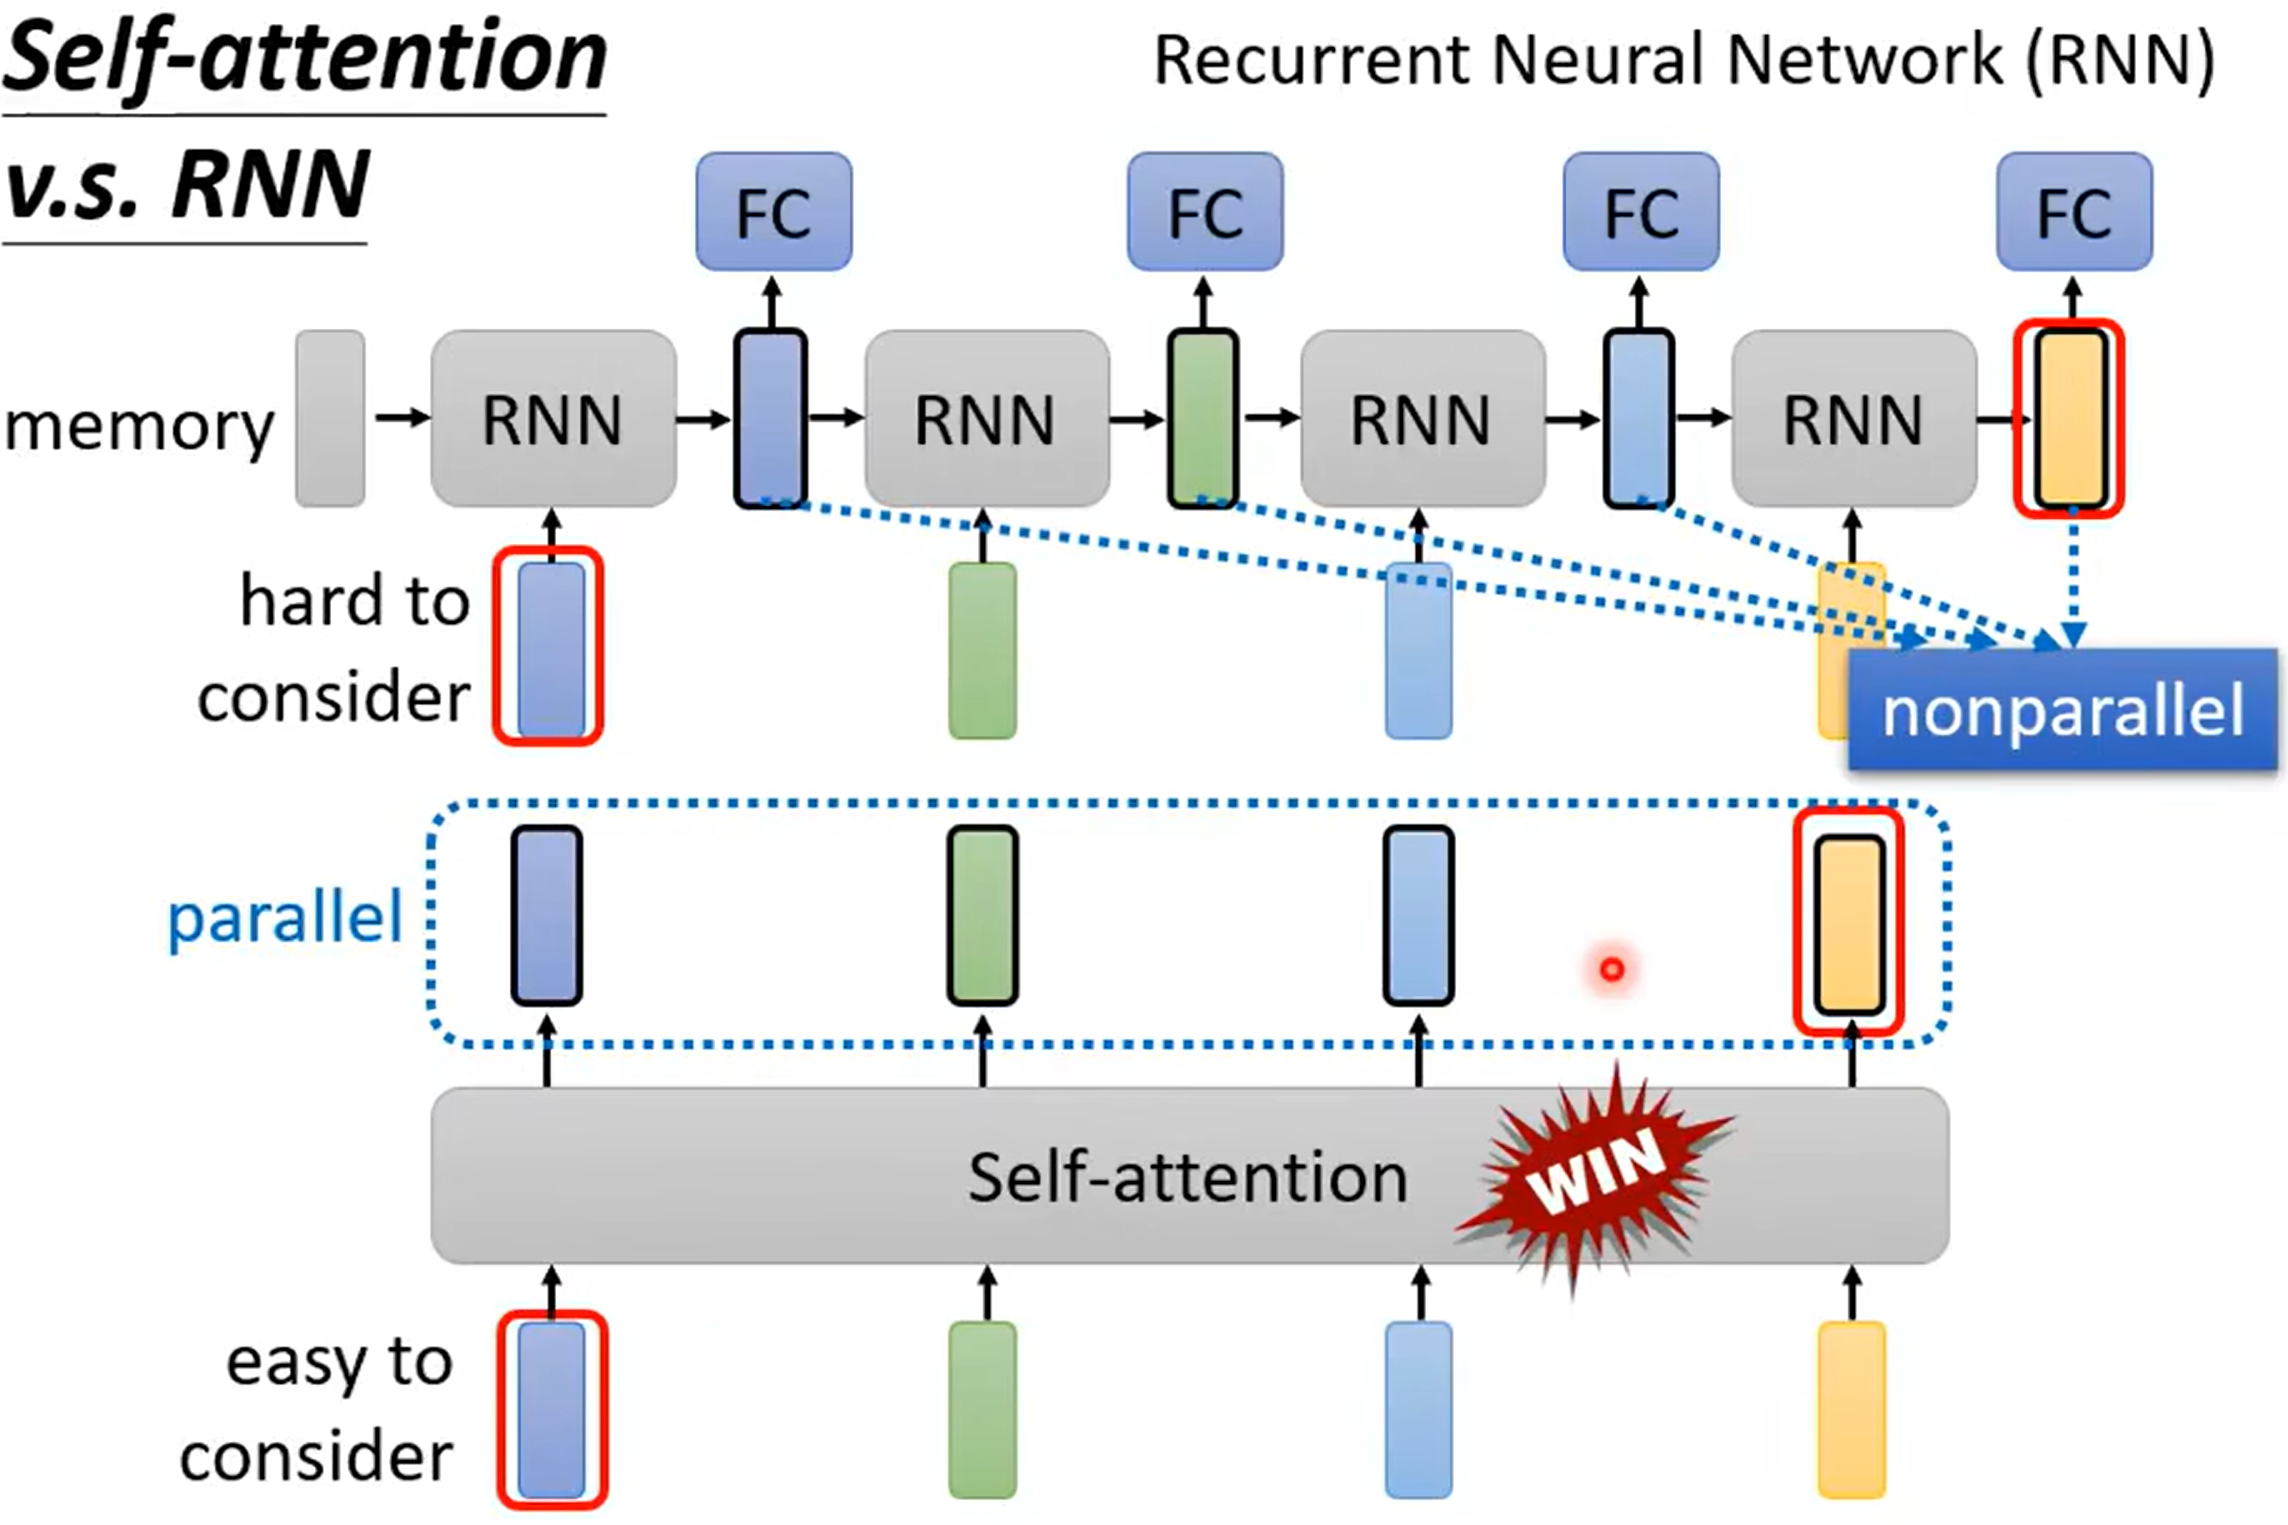 Self-attention
v.s. RNN
Recurrent Neural Network (RNN)
FC
FC
FC
FC
memory
RNN
RNN
RNN
RNN
hard to
consider
nonparallel
parallel
Self-attention
WIN
easy to
consider